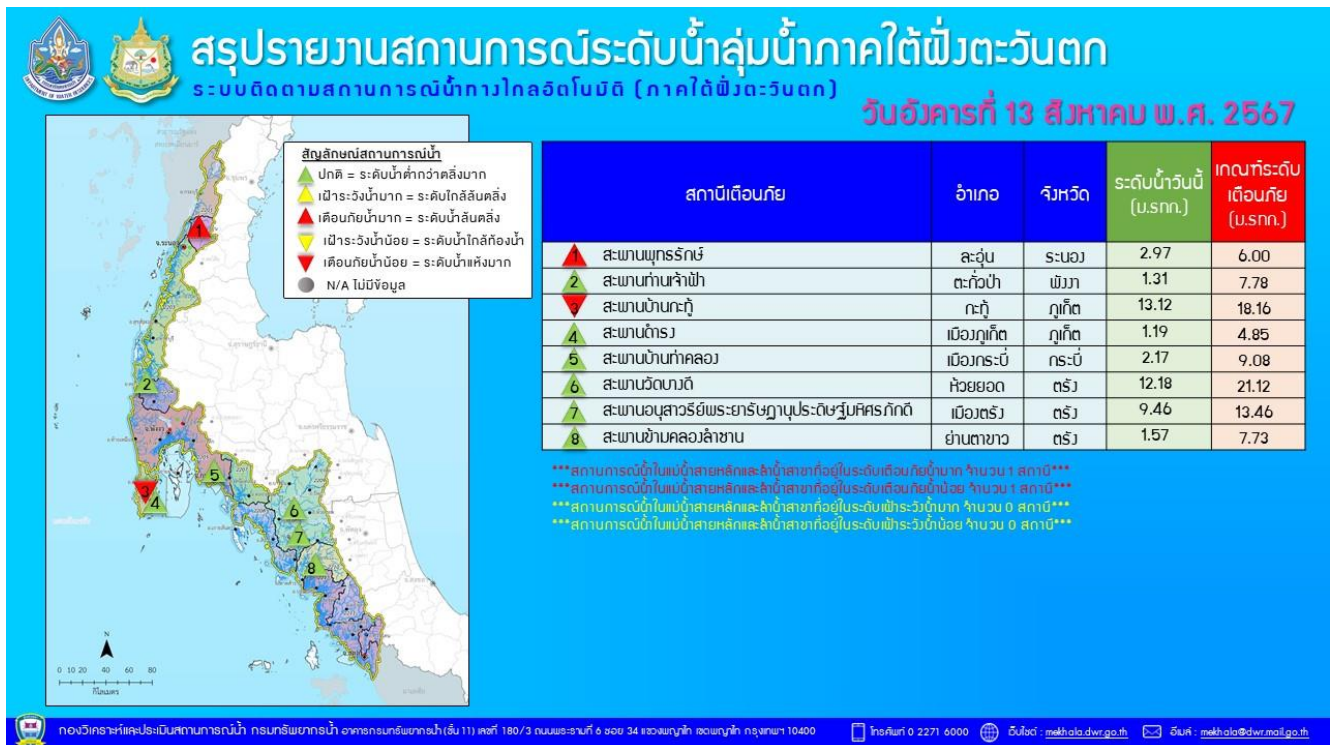 สรุปรายงานสถานการณ์ระดับน้ำลุ่มน้ำภาคใต้ฝั่งตะวันตก
ระบบติดตามสถานการณ์น้ำทางไกลอัตโนมัติ (ภาคใต้ฝั่งตะวันตก)
วันอังคารที่ 13 สิงหาคม พ.ศ. 2567
สัญลักษณ์สถานการณ์น้ำ
ปกติ = ระดับน้ำต่ำกว่าตลิ่งมาก
เฝ้าระวังน้ำมาก = ระดับใกล้ล้นตลิ่ง
เตือนภัยน้ำมาก = ระดับน้ำล้นตลิ่ง
เฝ้าระวังน้ำน้อย = ระดับน้ำใกล้ท้องน้ำ
เตือนภัยน้ำน้อย = ระดับน้ำแห้งมาก
N/A ไม่มีข้อมูล
1
2
3
4
5
6
7
8
N
0 10 20 40 60 80
กิโลเมตร
สถานีเตือนภัย อำเภอ จังหวัด ระดับน้ำวันนี้ (ม.รทก.) เกณฑ์ระดับเตือนภัย (ม.รทก.)
1 สะพานพุทธรักษ์ ละอุ่น ระนอง 2.97 6.00
2 สะพานท่านเจ้าฟ้า ตะกั่วป่า พังงา 1.31 7.78
3 สะพานบ้านกะทู้ กะทู้ ภูเก็ต 13.12 18.16
4 สะพานดำรง เมืองภูเก็ต ภูเก็ต 1.19 4.85
5 สะพานบ้านท่าคลอง เมืองกระบี่ กระบี่ 2.17 9.08
6 สะพานวัดบางดี ห้วยยอด ตรัง 12.18 21.12
7 สะพานอนุสาวรีย์พระยารัษฎานุประดิษฐ์มหิศรภักดี เมืองตรัง ตรัง 9.46 13.46
8 สะพานข้ามคลองลำชาน ย่านตาขาว ตรัง 1.57 7.73
***สถานการณ์น้ำในแม่น้ำสายหลักและลำน้ำสาขาที่อยู่ในระดับเตือนภัยน้ำมาก จำนวน 1 สถานี***
***สถานการณ์น้ำในแม่น้ำสายหลักและลำน้ำสาขาที่อยู่ในระดับเตือนภัยน้ำน้อย จำนวน 1 สถานี***
***สถานการณ์น้ำในแม่น้ำสายหลักและลำน้ำสาขาที่อยู่ในระดับเฝ้าระวังน้ำมาก จำนวน 0 สถานี***
***สถานการณ์น้ำในแม่น้ำสายหลักและลำน้ำสาขาที่อยู่ในระดับเฝ้าระวังน้ำน้อย จำนวน 0 สถานี***
กองวิเคราะห์และประเมินสถานการณ์น้ำ กรมทรัพยากรน้ำ อาคารกรมทรัพยากรน้ำ (ชั้น 11) เลขที่ 180/3 ถนนพระรามที่ 6 ซอย 34 แขวงพญาไท เขตพญาไท กรุงเทพฯ 10400 โทรศัพท์ 0 2271 6000 เว็บไซต์ : mekhala.dwr.go.th อีเมล์ : mekhala@dwr.mail.go.th